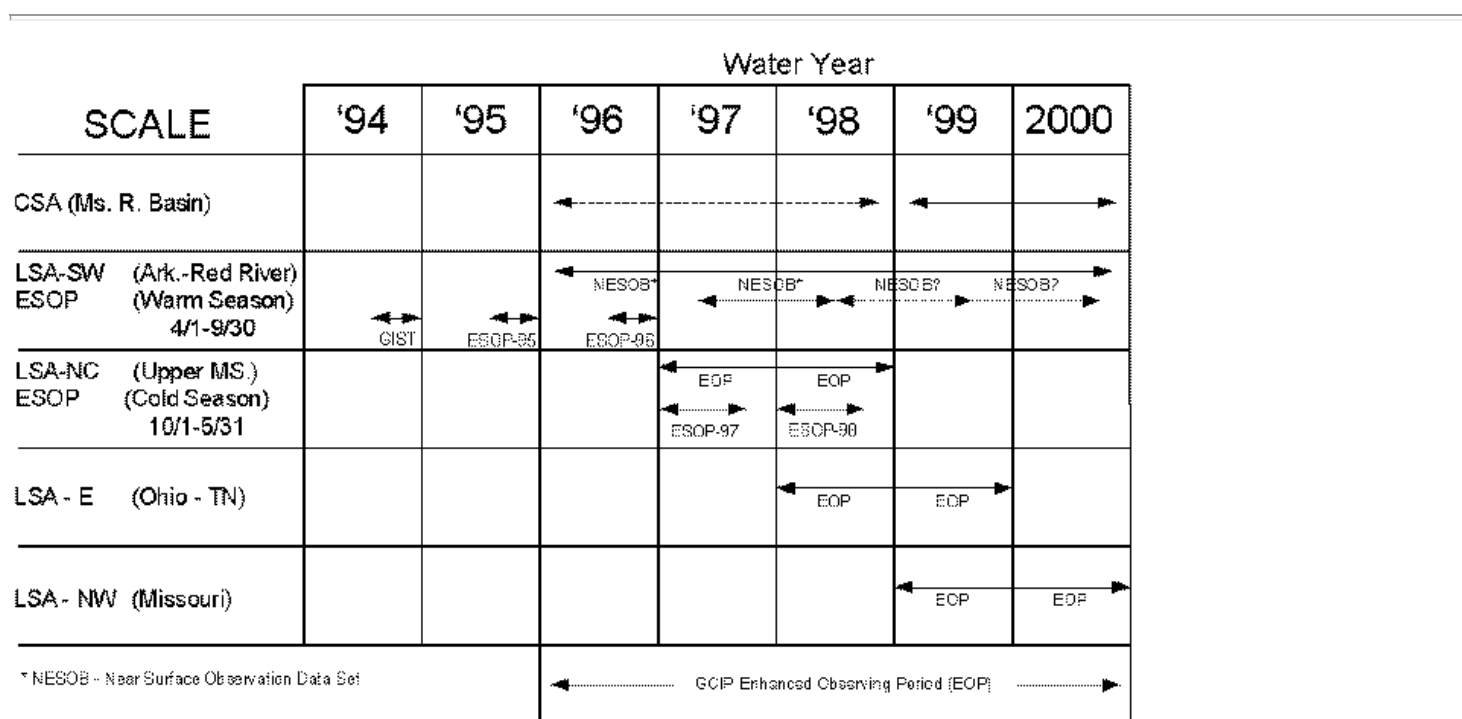 Water Year
SCALE '94 '95 '96 '97 '98 '99 2000
CSA (Ms. R. Basin)
LSA-SW (Ark.-Red River)
NESOB* NESOB* NESOB? NESOB?
ESOP (Warm Season)
4/1-9/30
GIST ESOP-95 ESOP-96
LSA-NC (Upper MS.)
EOP EOP
ESOP (Cold Season)
10/1-5/31
ESOP-97 ESOP-98
LSA - E (Ohio - TN)
EOP EOP
LSA - NW (Missouri)
EOP EOP
* NESOB - Near Surface Observation Data Set
GCIP Enhanced Observing Period (EOP)